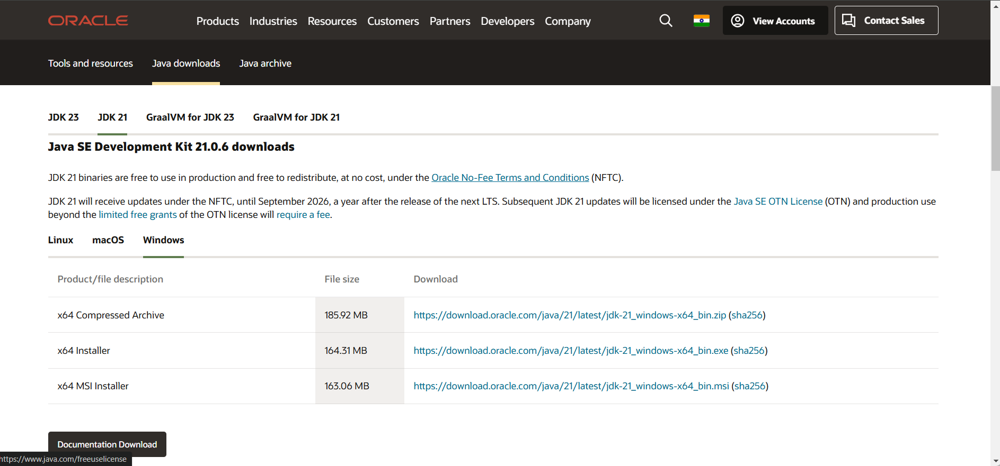 ORACLE Products Industries Resources Customers Partners Developers Company View Accounts Contact Sales
Tools and resources Java downloads Java archive
JDK 23 JDK 21 GraalVM for JDK 23 GraalVM for JDK 21
Java SE Development Kit 21.0.6 downloads
JDK 21 binaries are free to use in production and free to redistribute, at no cost, under the Oracle No-Fee Terms and Conditions (NFTC).
JDK 21 will receive updates under the NFTC, until September 2026, a year after the release of the next LTS. Subsequent JDK 21 updates will be licensed under the Java SE OTN License (OTN) and production use
beyond the limited free grants of the OTN license will require a fee.
Linux macOS Windows
Product/file description File size Download
x64 Compressed Archive 185.92 MB https://download.oracle.com/java/21/latest/jdk-21_windows-x64_bin.zip (sha256)
x64 Installer 164.31 MB https://download.oracle.com/java/21/latest/jdk-21_windows-x64_bin.exe (sha256)
x64 MSI Installer 163.06 MB https://download.oracle.com/java/21/latest/jdk-21_windows-x64_bin.msi (sha256)
Documentation Download
https://www.java.com/freeuselicense